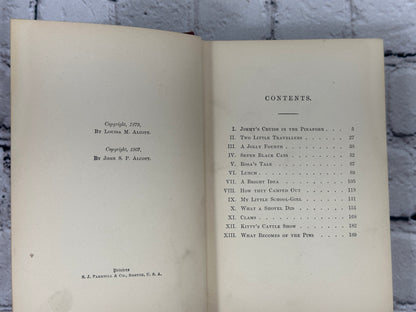 Copyright, 1879,
By Louisa M. Alcott.
Copyright, 1907,
By John S. P. Alcott.
Printers
S. J. Parkhill & Co., Boston, U. S. A.
CONTENTS.
I. Jimmy's Cruise in the Pinafore . . . 5
II. Two Little Travellers . . . . . . . 27
III. A Jolly Fourth . . . . . . . . . . 38
IV. Seven Black Cats . . . . . . . . . 52
V. Rosa's Tale . . . . . . . . . . . .
VI. Lunch . . . . . . . . . . . . . . . 89
VII. A Bright Idea . . . . . . . . . . 105
VIII. How they Camped Out . . . . . . . 119
IX. My Little School-Girl . . . . . . . 141
X. What a Shovel Did . . . . . . . . . 155
XI. Clams . . . . . . . . . . . . . . . 168
XII. Kitty's Cattle Show . . . . . . . 182
XIII. What Becomes of the Pins . . . . 189